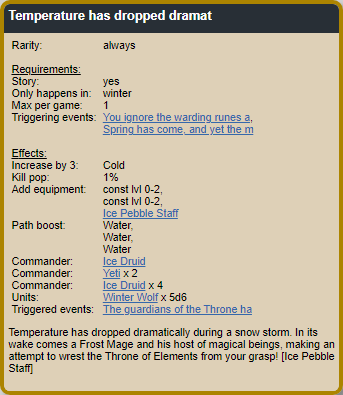 Temperature has dropped dramat
Rarity: always
Requirements:
Story: yes
Only happens in: winter
Max per game: 1
Triggering events: You ignore the warding runes a,
Spring has come, and yet the m
Effects:
Increase by 3: Cold
Kill pop: 1%
Add equipment: const lvl 0-2,
const lvl 0-2,
Ice Pebble Staff
Path boost: Water,
Water,
Water
Commander: Ice Druid
Commander: Yeti x 2
Commander: Ice Druid x 4
Units: Winter Wolf x 5d6
Triggered events: The guardians of the Throne ha
Temperature has dropped dramatically during a snow storm. In its
wake comes a Frost Mage and his host of magical beings, making an
attempt to wrest the Throne of Elements from your grasp! [Ice Pebble
Staff]